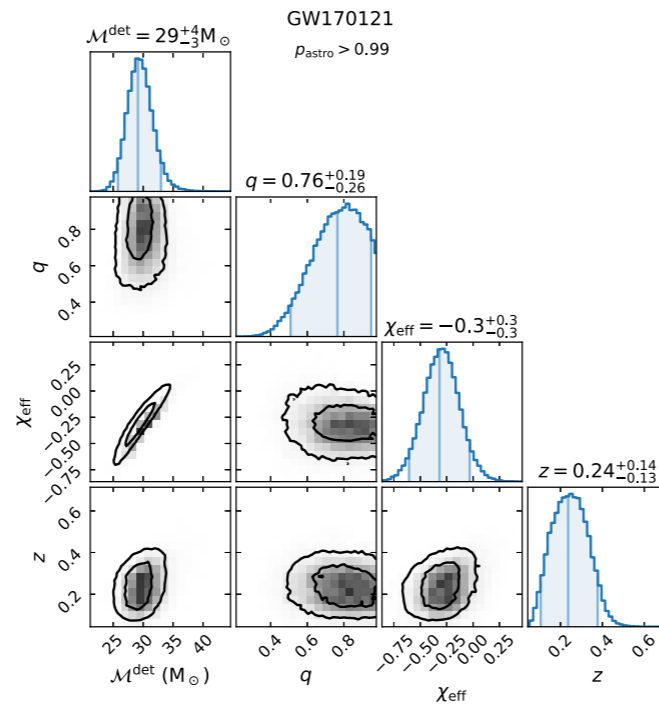 GW170121
p_astro > 0.99
𝓜^det = 29^{+4}_{−3} M_⊙
q = 0.76^{+0.19}_{−0.26}
χ_eff = −0.3^{+0.3}_{−0.3}
z = 0.24^{+0.14}_{−0.13}
q
0.8
0.6
0.4
χ_eff
0.25
0.00
−0.25
−0.50
−0.75
z
0.6
0.4
0.2
25 30 35 40
0.4 0.6 0.8
−0.75 −0.50 −0.25 0.00 0.25
0.2 0.4 0.6
𝓜^det (M_⊙)
q
χ_eff
z